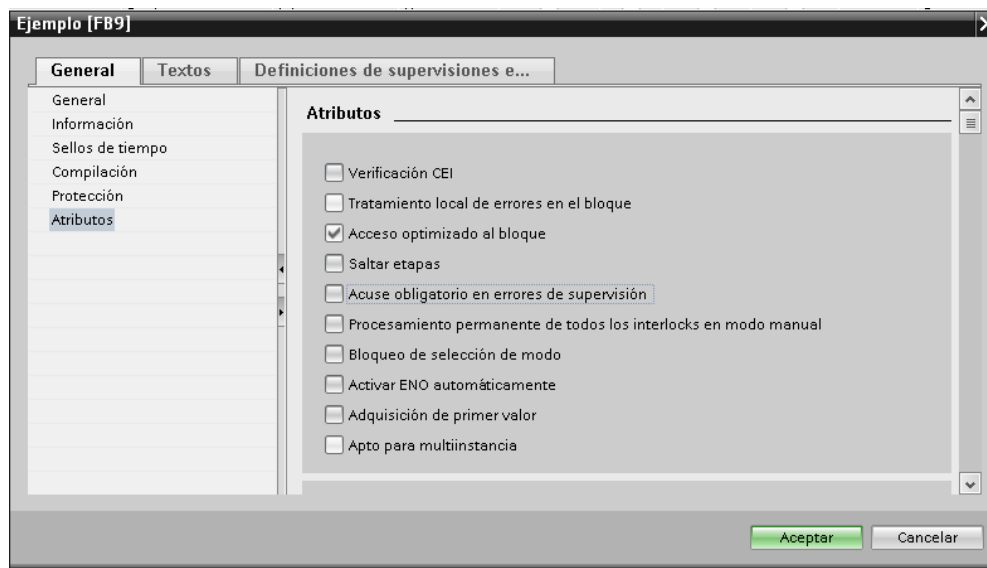 Ejemplo [FB9]
General Textos Definiciones de supervisiones e...
General
Información
Sellos de tiempo
Compilación
Protección
Atributos
Atributos
Verificación CEI
Tratamiento local de errores en el bloque
Acceso optimizado al bloque
Saltar etapas
Acuse obligatorio en errores de supervisión
Procesamiento permanente de todos los interlocks en modo manual
Bloqueo de selección de modo
Activar ENO automáticamente
Adquisición de primer valor
Apto para multiinstancia
Aceptar Cancelar